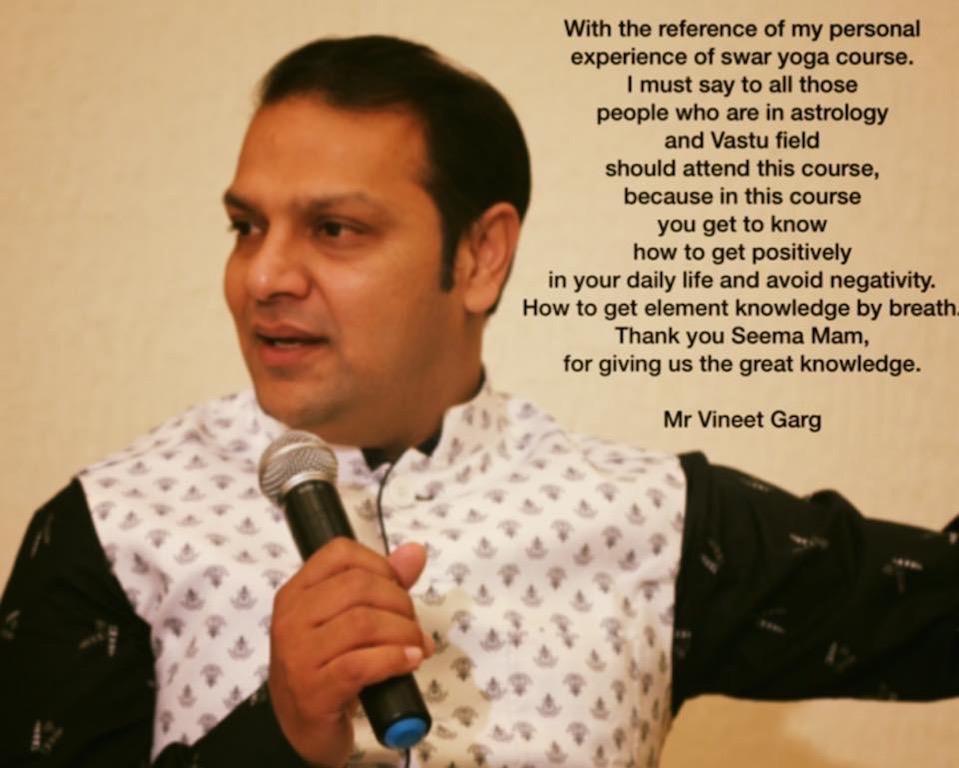 With the reference of my personal
experience of swar yoga course.
I must say to all those
people who are in astrology
and Vastu field
should attend this course,
because in this course
you get to know
how to get positively
in your daily life and avoid negativity.
How to get element knowledge by breath.
Thank you Seema Mam,
for giving us the great knowledge.
Mr Vineet Garg